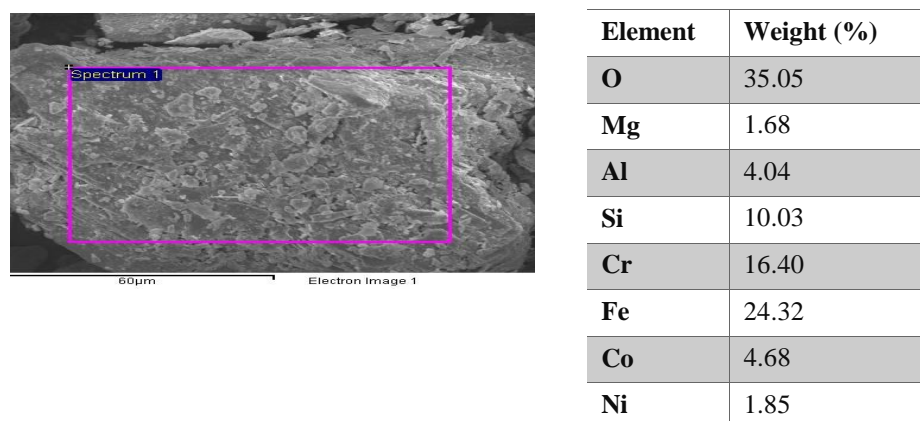 Spectrum 1
60µm Electron Image 1
Element Weight (%)
O 35.05
Mg 1.68
Al 4.04
Si 10.03
Cr 16.40
Fe 24.32
Co 4.68
Ni 1.85